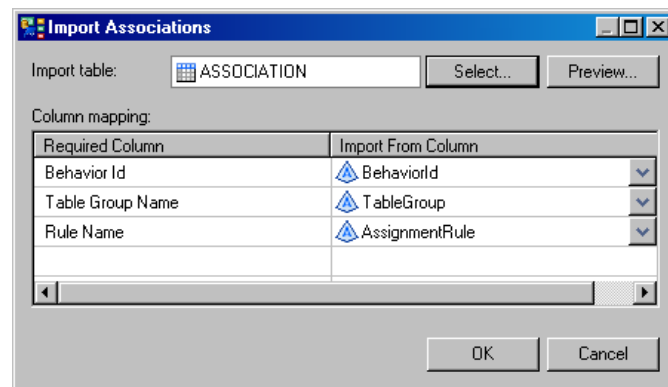 Import Associations
Import table: ASSOCIATION Select... Preview...
Column mapping:
Required Column Import From Column
Behavior Id BehaviorId
Table Group Name TableGroup
Rule Name AssignmentRule
OK Cancel